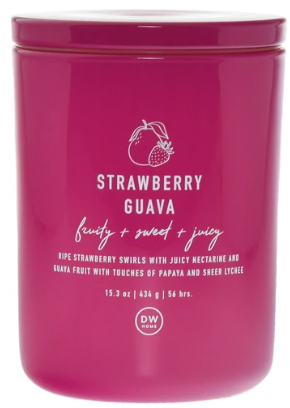 STRAWBERRY
GUAVA
fruity + sweet + juicy
RIPE STRAWBERRY SWIRLS WITH JUICY NECTARINE AND
GUAVA FRUIT WITH TOUCHES OF PAPAYA AND SHEER LYCHEE
15.3 oz | 434 g | 56 hrs.
DW
HOME